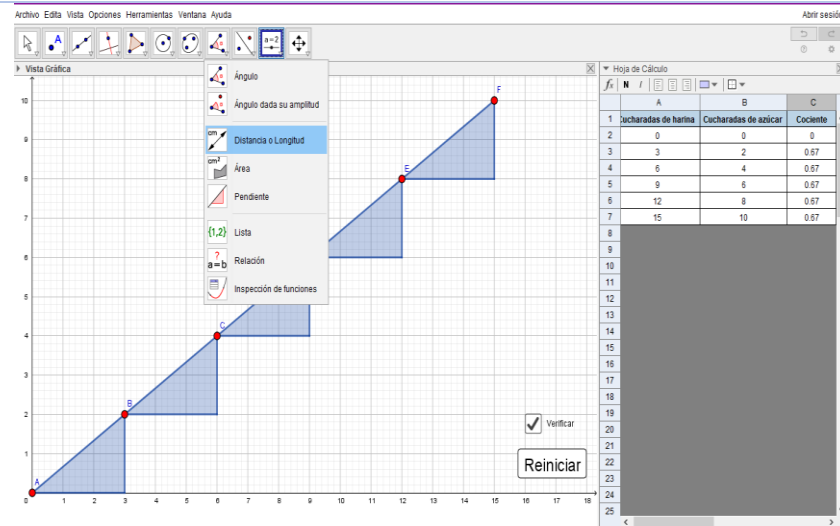 Archivo Edita Vista Opciones Herramientas Ventana Ayuda
Abrir sesión
A
a=2
Vista Gráfica
Hoja de Cálculo
Ángulo
Ángulo dada su amplitud
cm
Distancia o Longitud
cm²
Área
Pendiente
{1,2}
Lista
?
a=b
Relación
Inspección de funciones
fx N I
A B C
1 Cucharadas de harina Cucharadas de azúcar Cociente
2 0 0 0
3 3 2 0.67
4 6 4 0.67
5 9 6 0.67
6 12 8 0.67
7 15 10 0.67
8
9
10
11
12
13
14
15
16
17
18
19
20
21
22
23
24
25
10
9
8
7
6
5
4
3
2
1
0 1 2 3 4 5 6 7 8 9 10 11 12 13 14 15 16 17 18
A
B
C
E
F
Verificar
Reiniciar